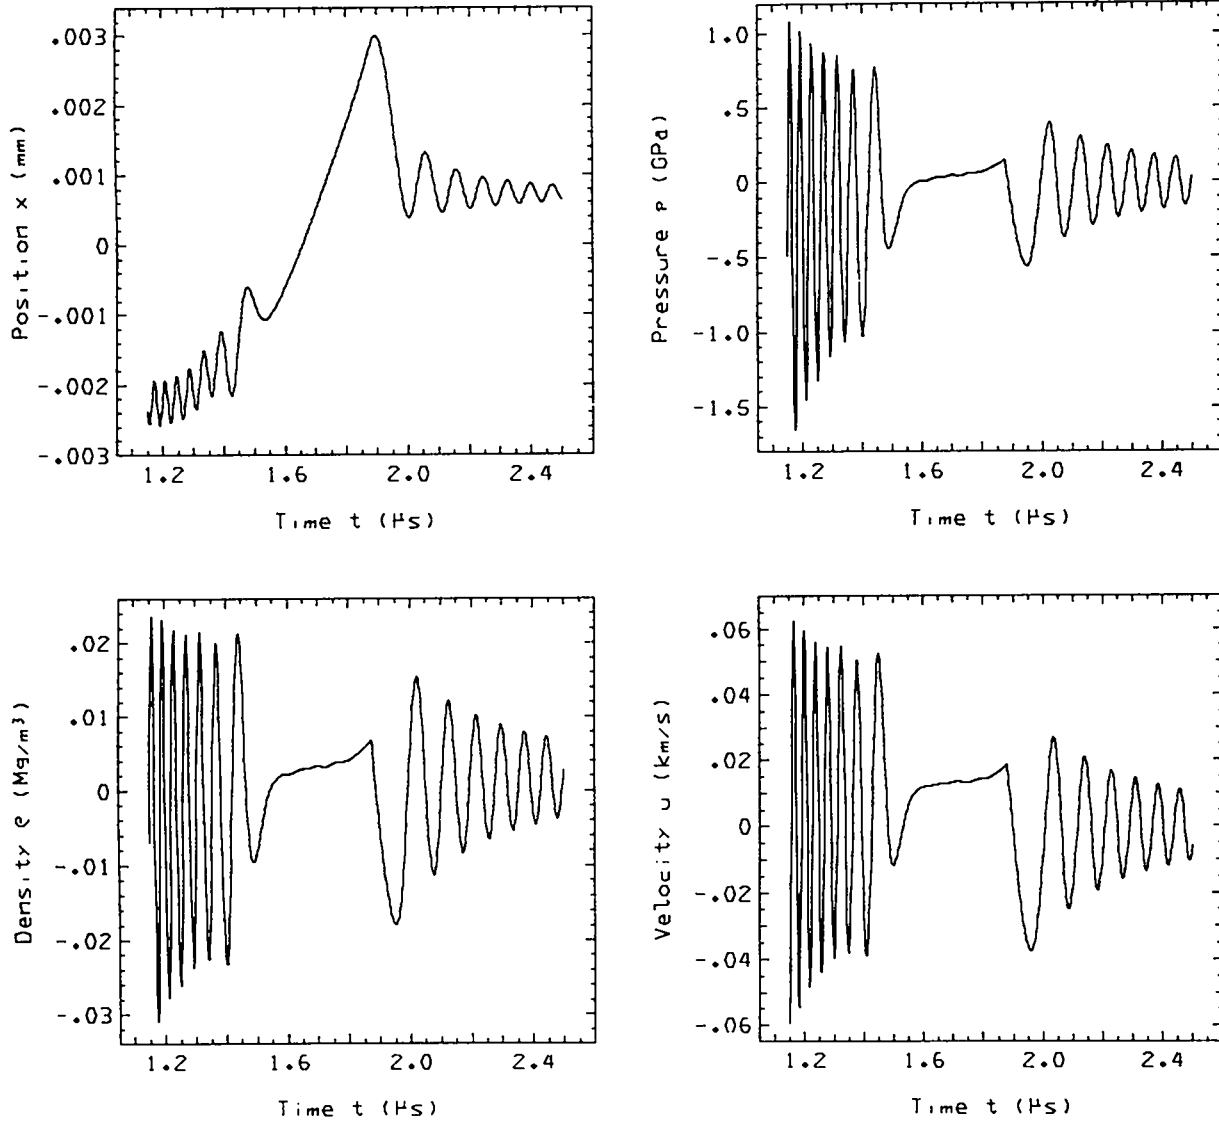 Position x (mm)
.003
.002
.001
0
-.001
-.002
-.003
1.2 1.6 2.0 2.4
Time t (μs)
Pressure p (GPa)
1.0
.5
0
-.5
-1.0
-1.5
1.2 1.6 2.0 2.4
Time t (μs)
Density ρ (Mg/m³)
.02
.01
0
-.01
-.02
-.03
1.2 1.6 2.0 2.4
Time t (μs)
Velocity u (km/s)
.06
.04
.02
0
-.02
-.04
-.06
1.2 1.6 2.0 2.4
Time t (μs)